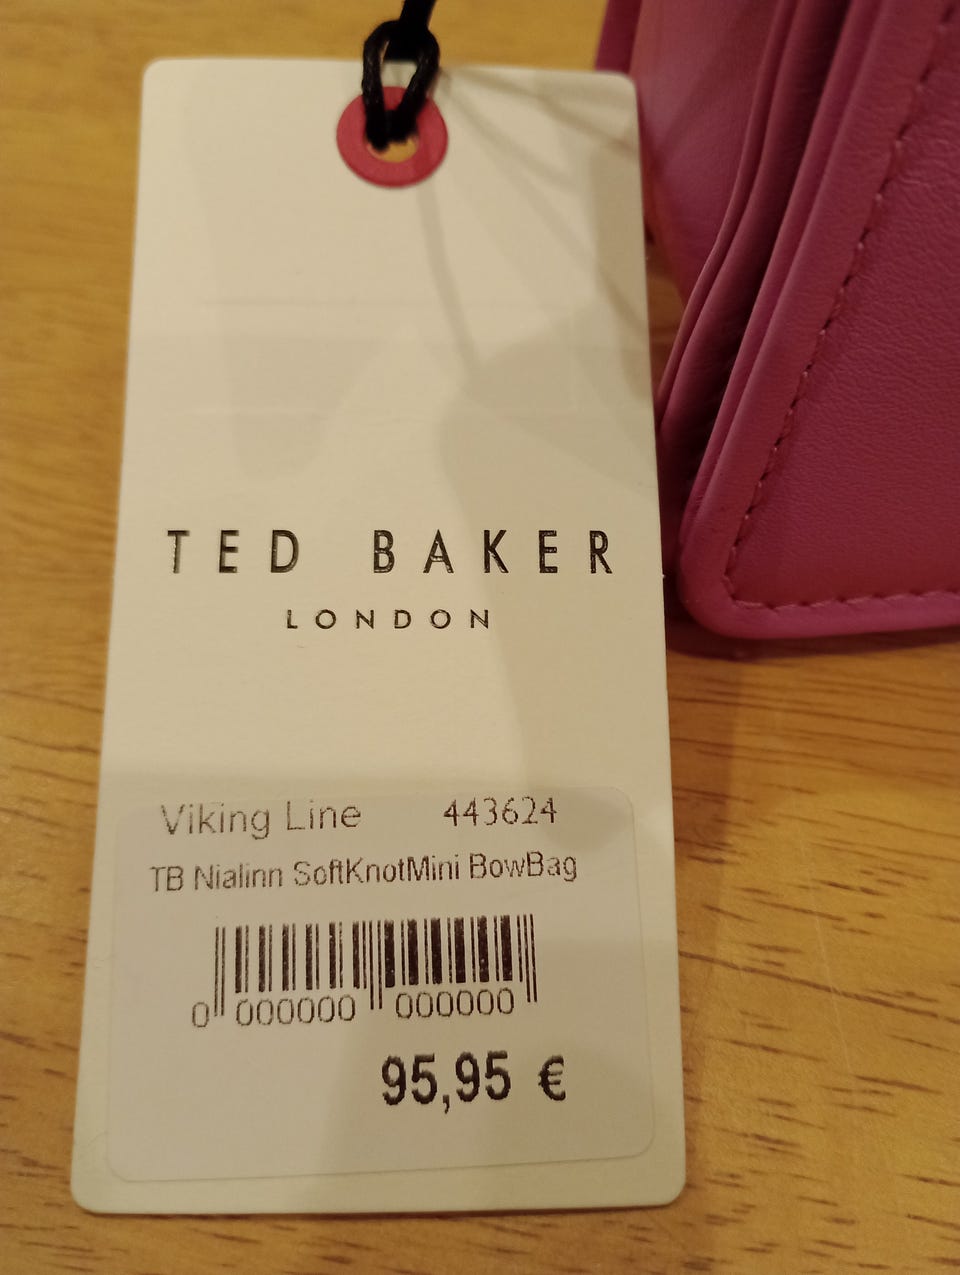 TED BAKER
LONDON
Viking Line 443624
TB Nialinn SoftKnotMini BowBag
0 000000 000000
95,95 €